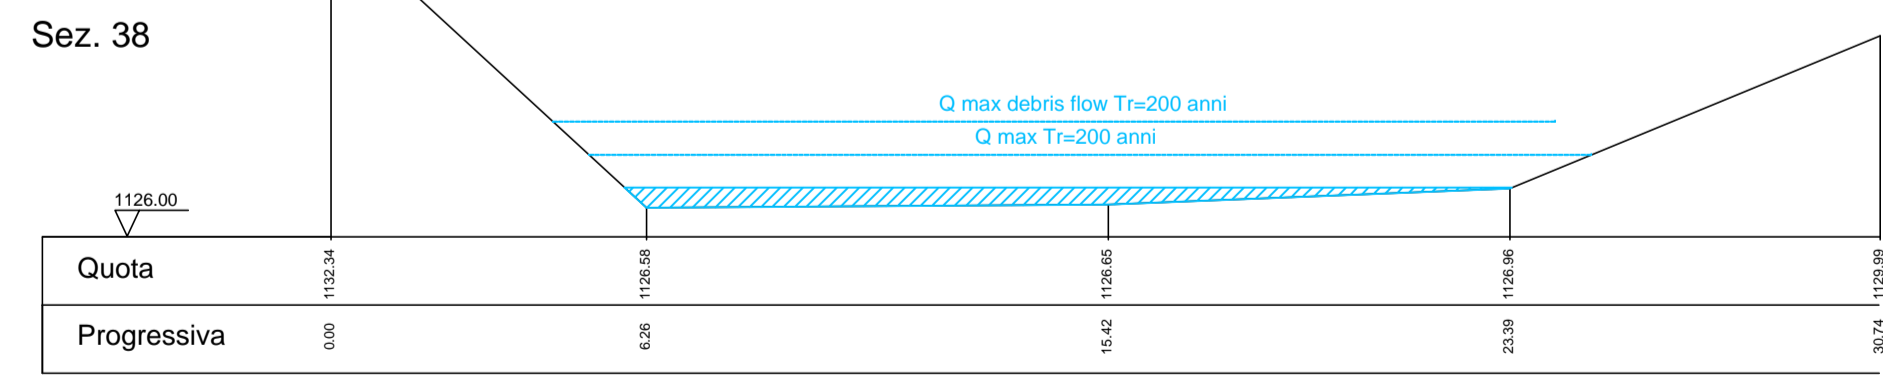 Sez. 38
Q max debris flow Tr=200 anni
Q max Tr=200 anni
1126.00
Quota 1132.34 1126.58 1126.65 1126.96 1129.99
Progressiva 0.00 6.26 15.42 23.39 30.74